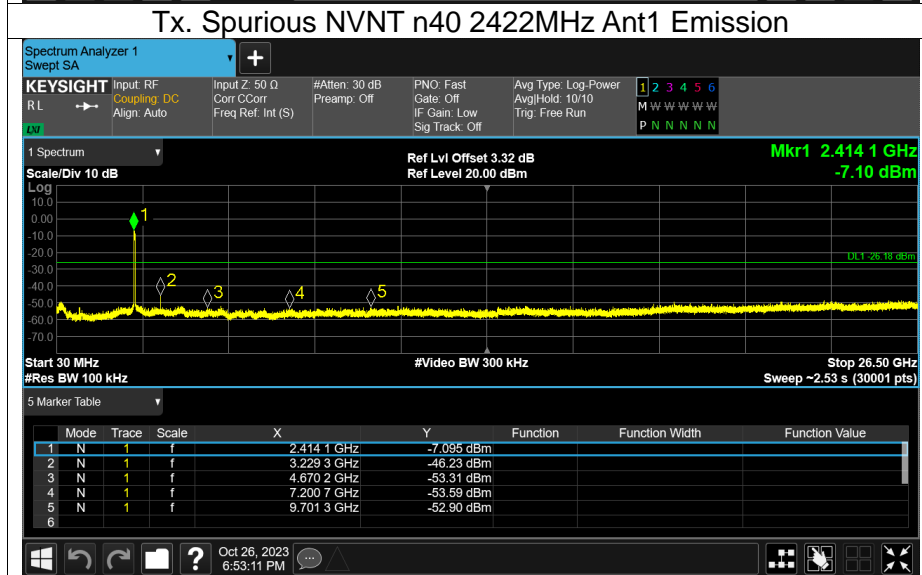 Tx. Spurious NVNT n40 2422MHz Ant1 Emission
Spectrum Analyzer 1
Swept SA
+
KEYSIGHT Input: RF Input Z: 50 Ω #Atten: 30 dB PNO: Fast Avg Type: Log-Power 1 2 3 4 5 6
R L Coupling: DC Corr CCorr Preamp: Off Gate: Off Avg|Hold: 10/10 M W W W W W
Align: Auto Freq Ref: Int (S) IF Gain: Low Trig: Free Run
LXI Sig Track: Off P N N N N N
1 Spectrum Ref Lvl Offset 3.32 dB Mkr1 2.414 1 GHz
Scale/Div 10 dB Ref Level 20.00 dBm -7.10 dBm
Log
10.0
0.00 1
-10.0
-20.0
DL1 -26.18 dBm
-30.0
-40.0 2
-50.0 3 4 5
-60.0
-70.0
Start 30 MHz #Video BW 300 kHz Stop 26.50 GHz
#Res BW 100 kHz Sweep ~2.53 s (30001 pts)
5 Marker Table
Mode Trace Scale X Y Function Function Width Function Value
1 N 1 f 2.414 1 GHz -7.095 dBm
2 N 1 f 3.229 3 GHz -46.23 dBm
3 N 1 f 4.670 2 GHz -53.31 dBm
4 N 1 f 7.200 7 GHz -53.59 dBm
5 N 1 f 9.701 3 GHz -52.90 dBm
6
? Oct 26, 2023
6:53:11 PM